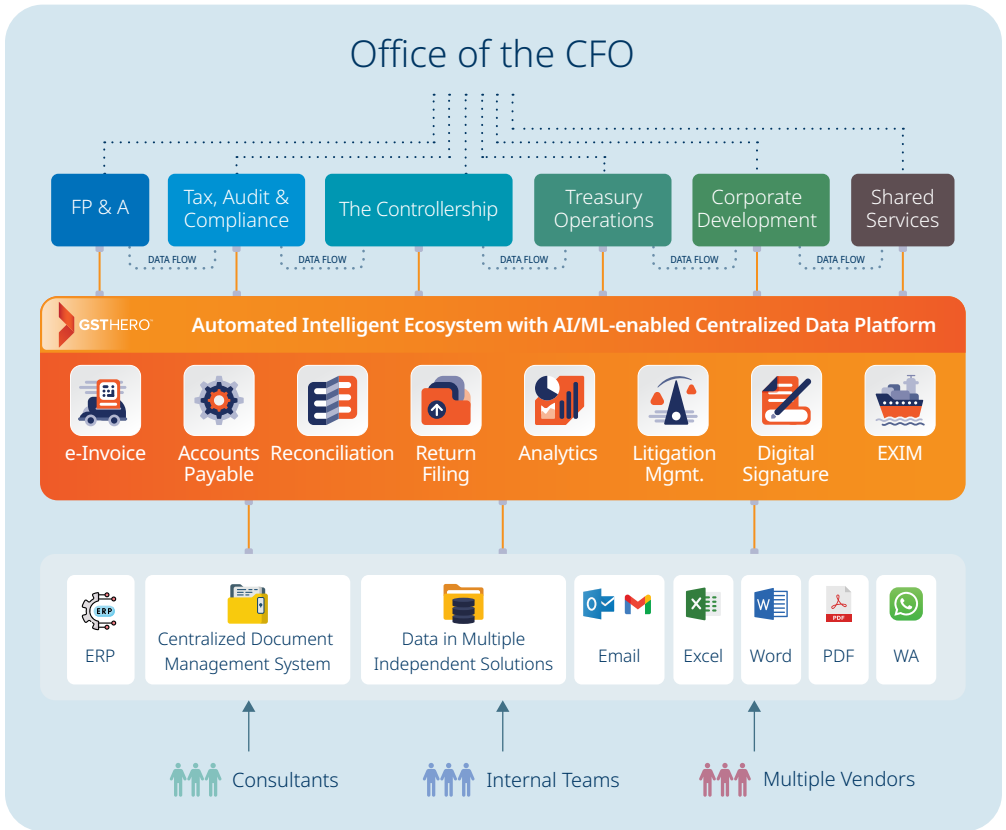 Office of the CFO
FP & A
Tax, Audit &
Compliance
The Controllership
Treasury
Operations
Corporate
Development
Shared
Services
DATA FLOW
DATA FLOW
DATA FLOW
DATA FLOW
DATA FLOW
GSTHERO
Automated Intelligent Ecosystem with AI/ML-enabled Centralized Data Platform
e-Invoice
Accounts
Payable
Reconciliation
Return
Filing
Analytics
Litigation
Mgmt.
Digital
Signature
EXIM
ERP
ERP
Centralized Document
Management System
Data in Multiple
Independent Solutions
Email
Excel
W
Word
PDF
PDF
WA
Consultants
Internal Teams
Multiple Vendors